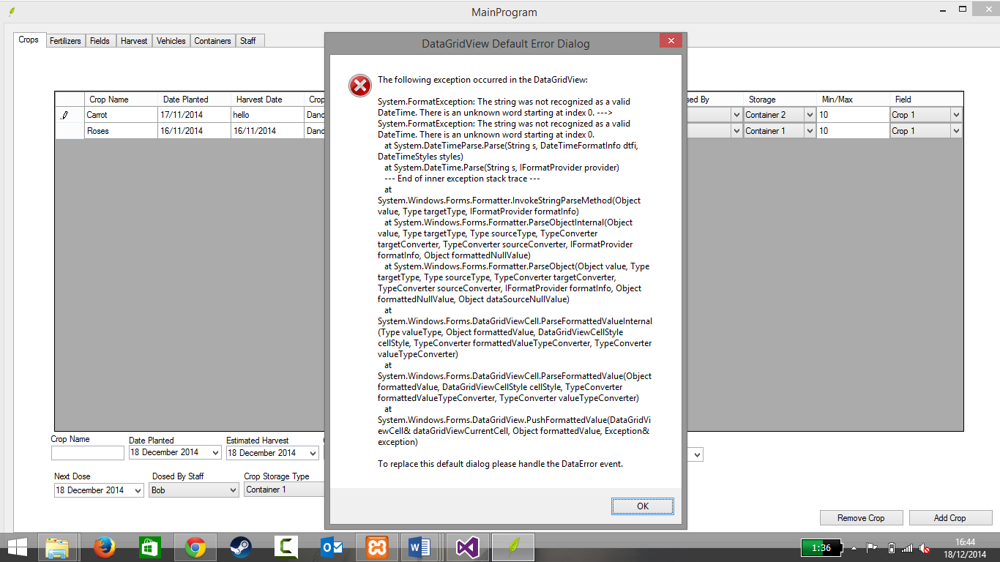 MainProgram
Crops Fertilizers Fields Harvest Vehicles Containers Staff
DataGridView Default Error Dialog
The following exception occurred in the DataGridView:
System.FormatException: The string was not recognized as a valid
DateTime. There is an unknown word starting at index 0. --->
System.FormatException: The string was not recognized as a valid
DateTime. There is an unknown word starting at index 0.
at System.DateTimeParse.Parse(String s, DateTimeFormatInfo dtfi,
DateTimeStyles styles)
at System.DateTime.Parse(String s, IFormatProvider provider)
--- End of inner exception stack trace ---
at
System.Windows.Forms.Formatter.InvokeStringParseMethod(Object
value, Type targetType, IFormatProvider formatInfo)
at System.Windows.Forms.Formatter.ParseObjectInternal(Object
value, Type targetType, Type sourceType, TypeConverter
targetConverter, TypeConverter sourceConverter, IFormatProvider
formatInfo, Object formattedNullValue)
at System.Windows.Forms.Formatter.ParseObject(Object value, Type
targetType, Type sourceType, TypeConverter targetConverter,
TypeConverter sourceConverter, IFormatProvider formatInfo, Object
formattedNullValue, Object dataSourceNullValue)
at
System.Windows.Forms.DataGridViewCell.ParseFormattedValueInternal
(Type valueType, Object formattedValue, DataGridViewCellStyle
cellStyle, TypeConverter formattedValueTypeConverter, TypeConverter
valueTypeConverter)
at
System.Windows.Forms.DataGridViewCell.ParseFormattedValue(Object
formattedValue, DataGridViewCellStyle cellStyle, TypeConverter
formattedValueTypeConverter, TypeConverter valueTypeConverter)
at
System.Windows.Forms.DataGridView.PushFormattedValue(DataGridVi
ewCell& dataGridViewCurrentCell, Object formattedValue, Exception&
exception)
To replace this default dialog please handle the DataError event.
OK
Crop Name Date Planted Harvest Date Crop sed By Storage Min/Max Field
Carrot 17/11/2014 hello Dand Container 2 10 Crop 1
Roses 16/11/2014 16/11/2014 Dand Container 1 10 Crop 1
Crop Name Date Planted Estimated Harvest
18 December 2014 18 December 2014
Next Dose Dosed By Staff Crop Storage Type
18 December 2014 Bob Container 1
Remove Crop Add Crop
1:36
16:44
18/12/2014